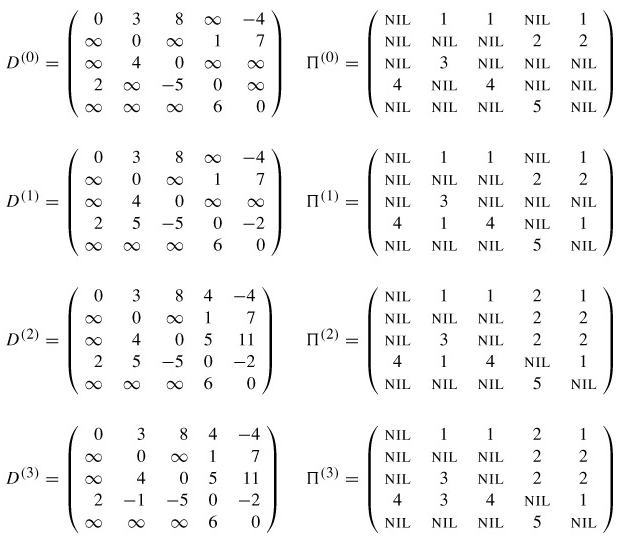 D(0) = ( 0 3 8 ∞ −4 ) Π(0) = ( NIL 1 1 NIL 1 )
( ∞ 0 ∞ 1 7 ) ( NIL NIL NIL 2 2 )
( ∞ 4 0 ∞ ∞ ) ( NIL 3 NIL NIL NIL )
( 2 ∞ −5 0 ∞ ) ( 4 NIL 4 NIL NIL )
( ∞ ∞ ∞ 6 0 ) ( NIL NIL NIL 5 NIL )
D(1) = ( 0 3 8 ∞ −4 ) Π(1) = ( NIL 1 1 NIL 1 )
( ∞ 0 ∞ 1 7 ) ( NIL NIL NIL 2 2 )
( ∞ 4 0 ∞ ∞ ) ( NIL 3 NIL NIL NIL )
( 2 5 −5 0 −2 ) ( 4 1 4 NIL 1 )
( ∞ ∞ ∞ 6 0 ) ( NIL NIL NIL 5 NIL )
D(2) = ( 0 3 8 4 −4 ) Π(2) = ( NIL 1 1 2 1 )
( ∞ 0 ∞ 1 7 ) ( NIL NIL NIL 2 2 )
( ∞ 4 0 5 11 ) ( NIL 3 NIL 2 2 )
( 2 5 −5 0 −2 ) ( 4 1 4 NIL 1 )
( ∞ ∞ ∞ 6 0 ) ( NIL NIL NIL 5 NIL )
D(3) = ( 0 3 8 4 −4 ) Π(3) = ( NIL 1 1 2 1 )
( ∞ 0 ∞ 1 7 ) ( NIL NIL NIL 2 2 )
( ∞ 4 0 5 11 ) ( NIL 3 NIL 2 2 )
( 2 −1 −5 0 −2 ) ( 4 3 4 NIL 1 )
( ∞ ∞ ∞ 6 0 ) ( NIL NIL NIL 5 NIL )